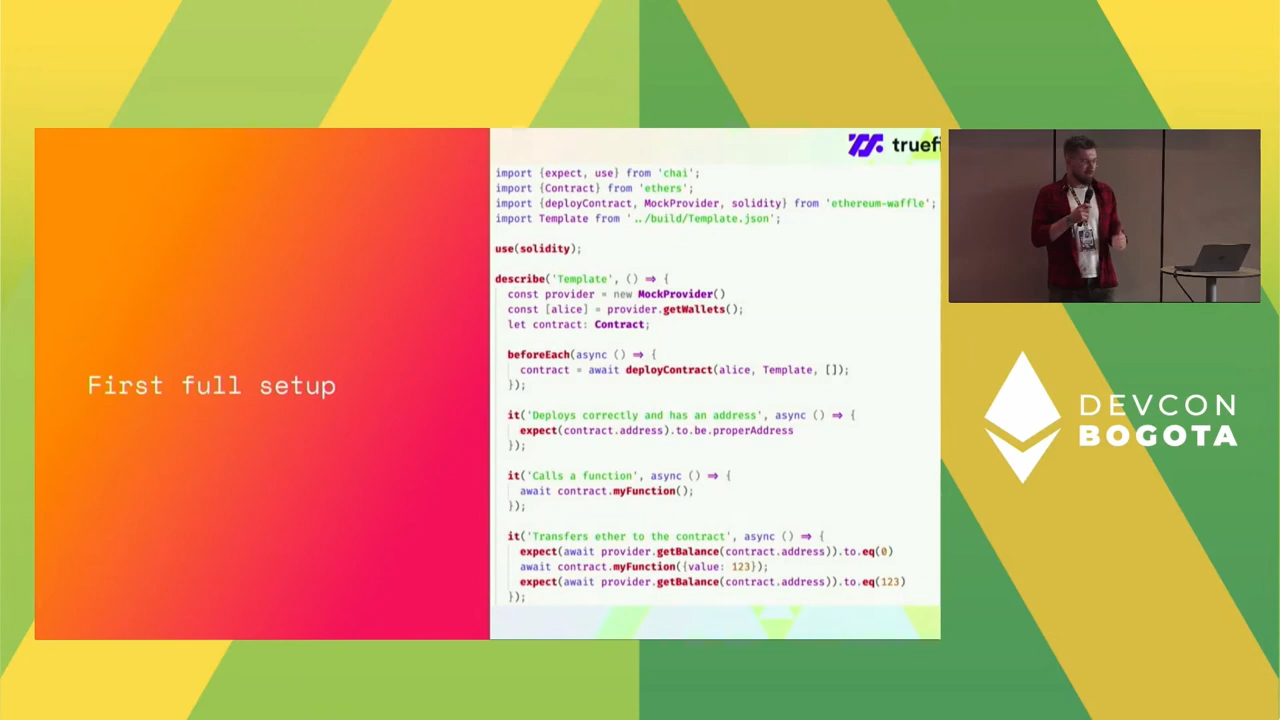 First full setup
truefi
import {expect, use} from 'chai';
import {Contract} from 'ethers';
import {deployContract, MockProvider, solidity} from 'ethereum-waffle';
import Template from '../build/Template.json';
use(solidity);
describe('Template', () => {
const provider = new MockProvider()
const [alice] = provider.getWallets();
let contract: Contract;
beforeEach(async () => {
contract = await deployContract(alice, Template, []);
});
it('Deploys correctly and has an address', async () => {
expect(contract.address).to.be.properAddress
});
it('Calls a function', async () => {
await contract.myFunction();
});
it('Transfers ether to the contract', async () => {
expect(await provider.getBalance(contract.address)).to.eq(0)
await contract.myFunction({value: 123});
expect(await provider.getBalance(contract.address)).to.eq(123)
});
DEVCON
BOGOTA